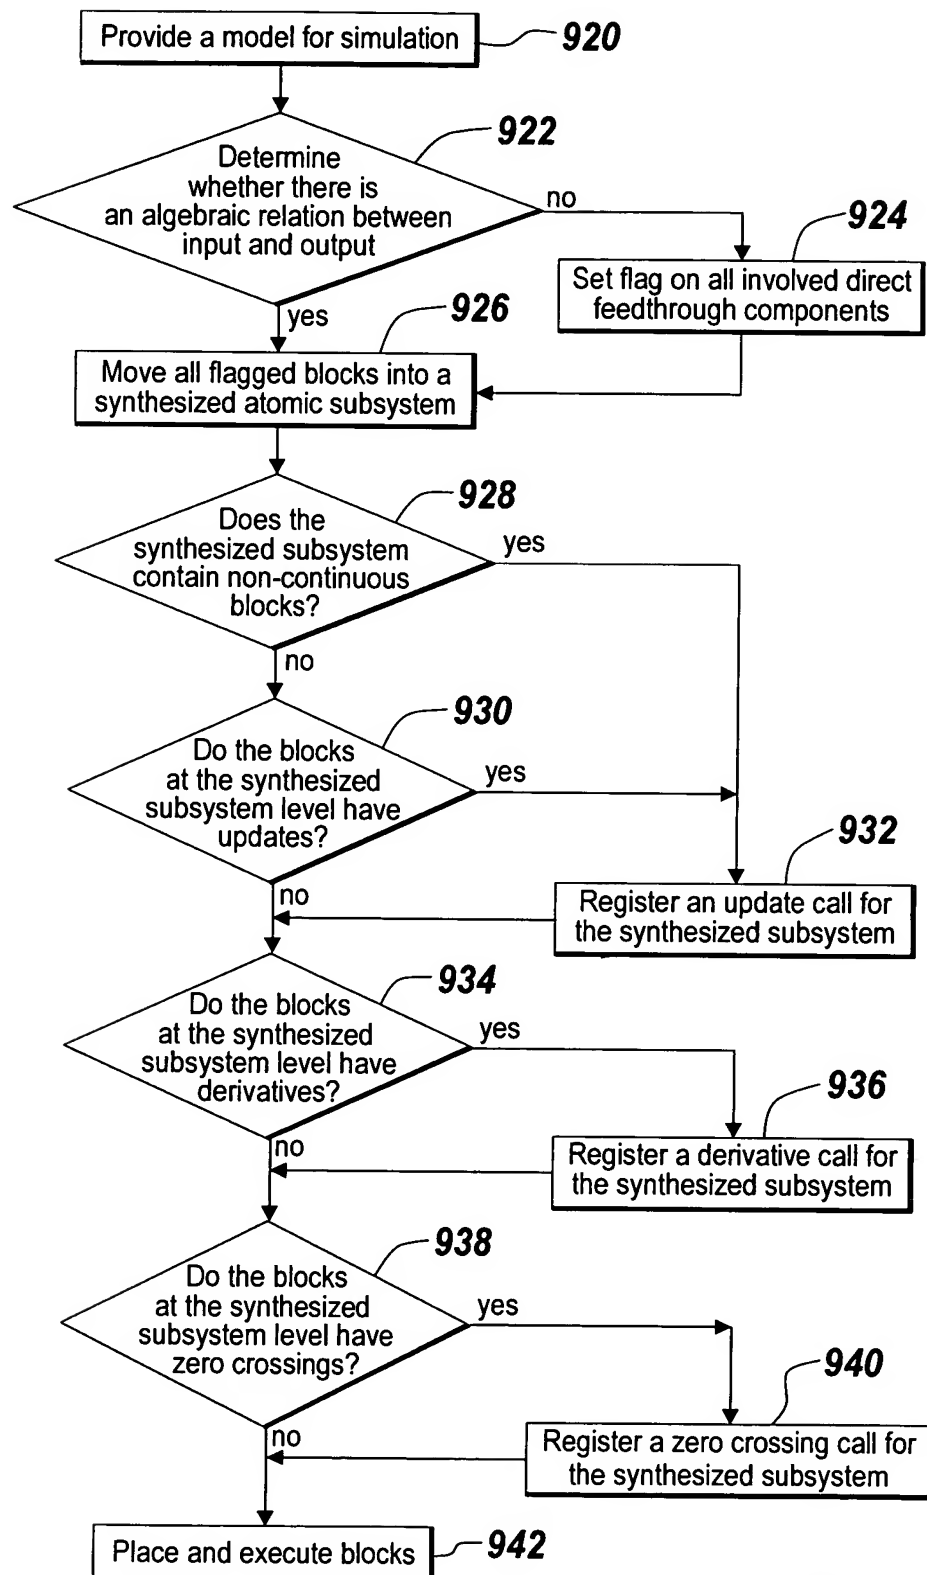 Provide a model for simulation
920
922
Determine
whether there is
an algebraic relation between
input and output
no
924
Set flag on all involved direct
feedthrough components
yes
926
Move all flagged blocks into a
synthesized atomic subsystem
928
Does the
synthesized subsystem
contain non-continuous
blocks?
yes
no
930
Do the blocks
at the synthesized
subsystem level have
updates?
yes
932
Register an update call for
the synthesized subsystem
no
934
Do the blocks
at the synthesized
subsystem level have
derivatives?
yes
936
Register a derivative call for
the synthesized subsystem
no
938
Do the blocks
at the synthesized
subsystem level have
zero crossings?
yes
940
Register a zero crossing call for
the synthesized subsystem
no
Place and execute blocks
942